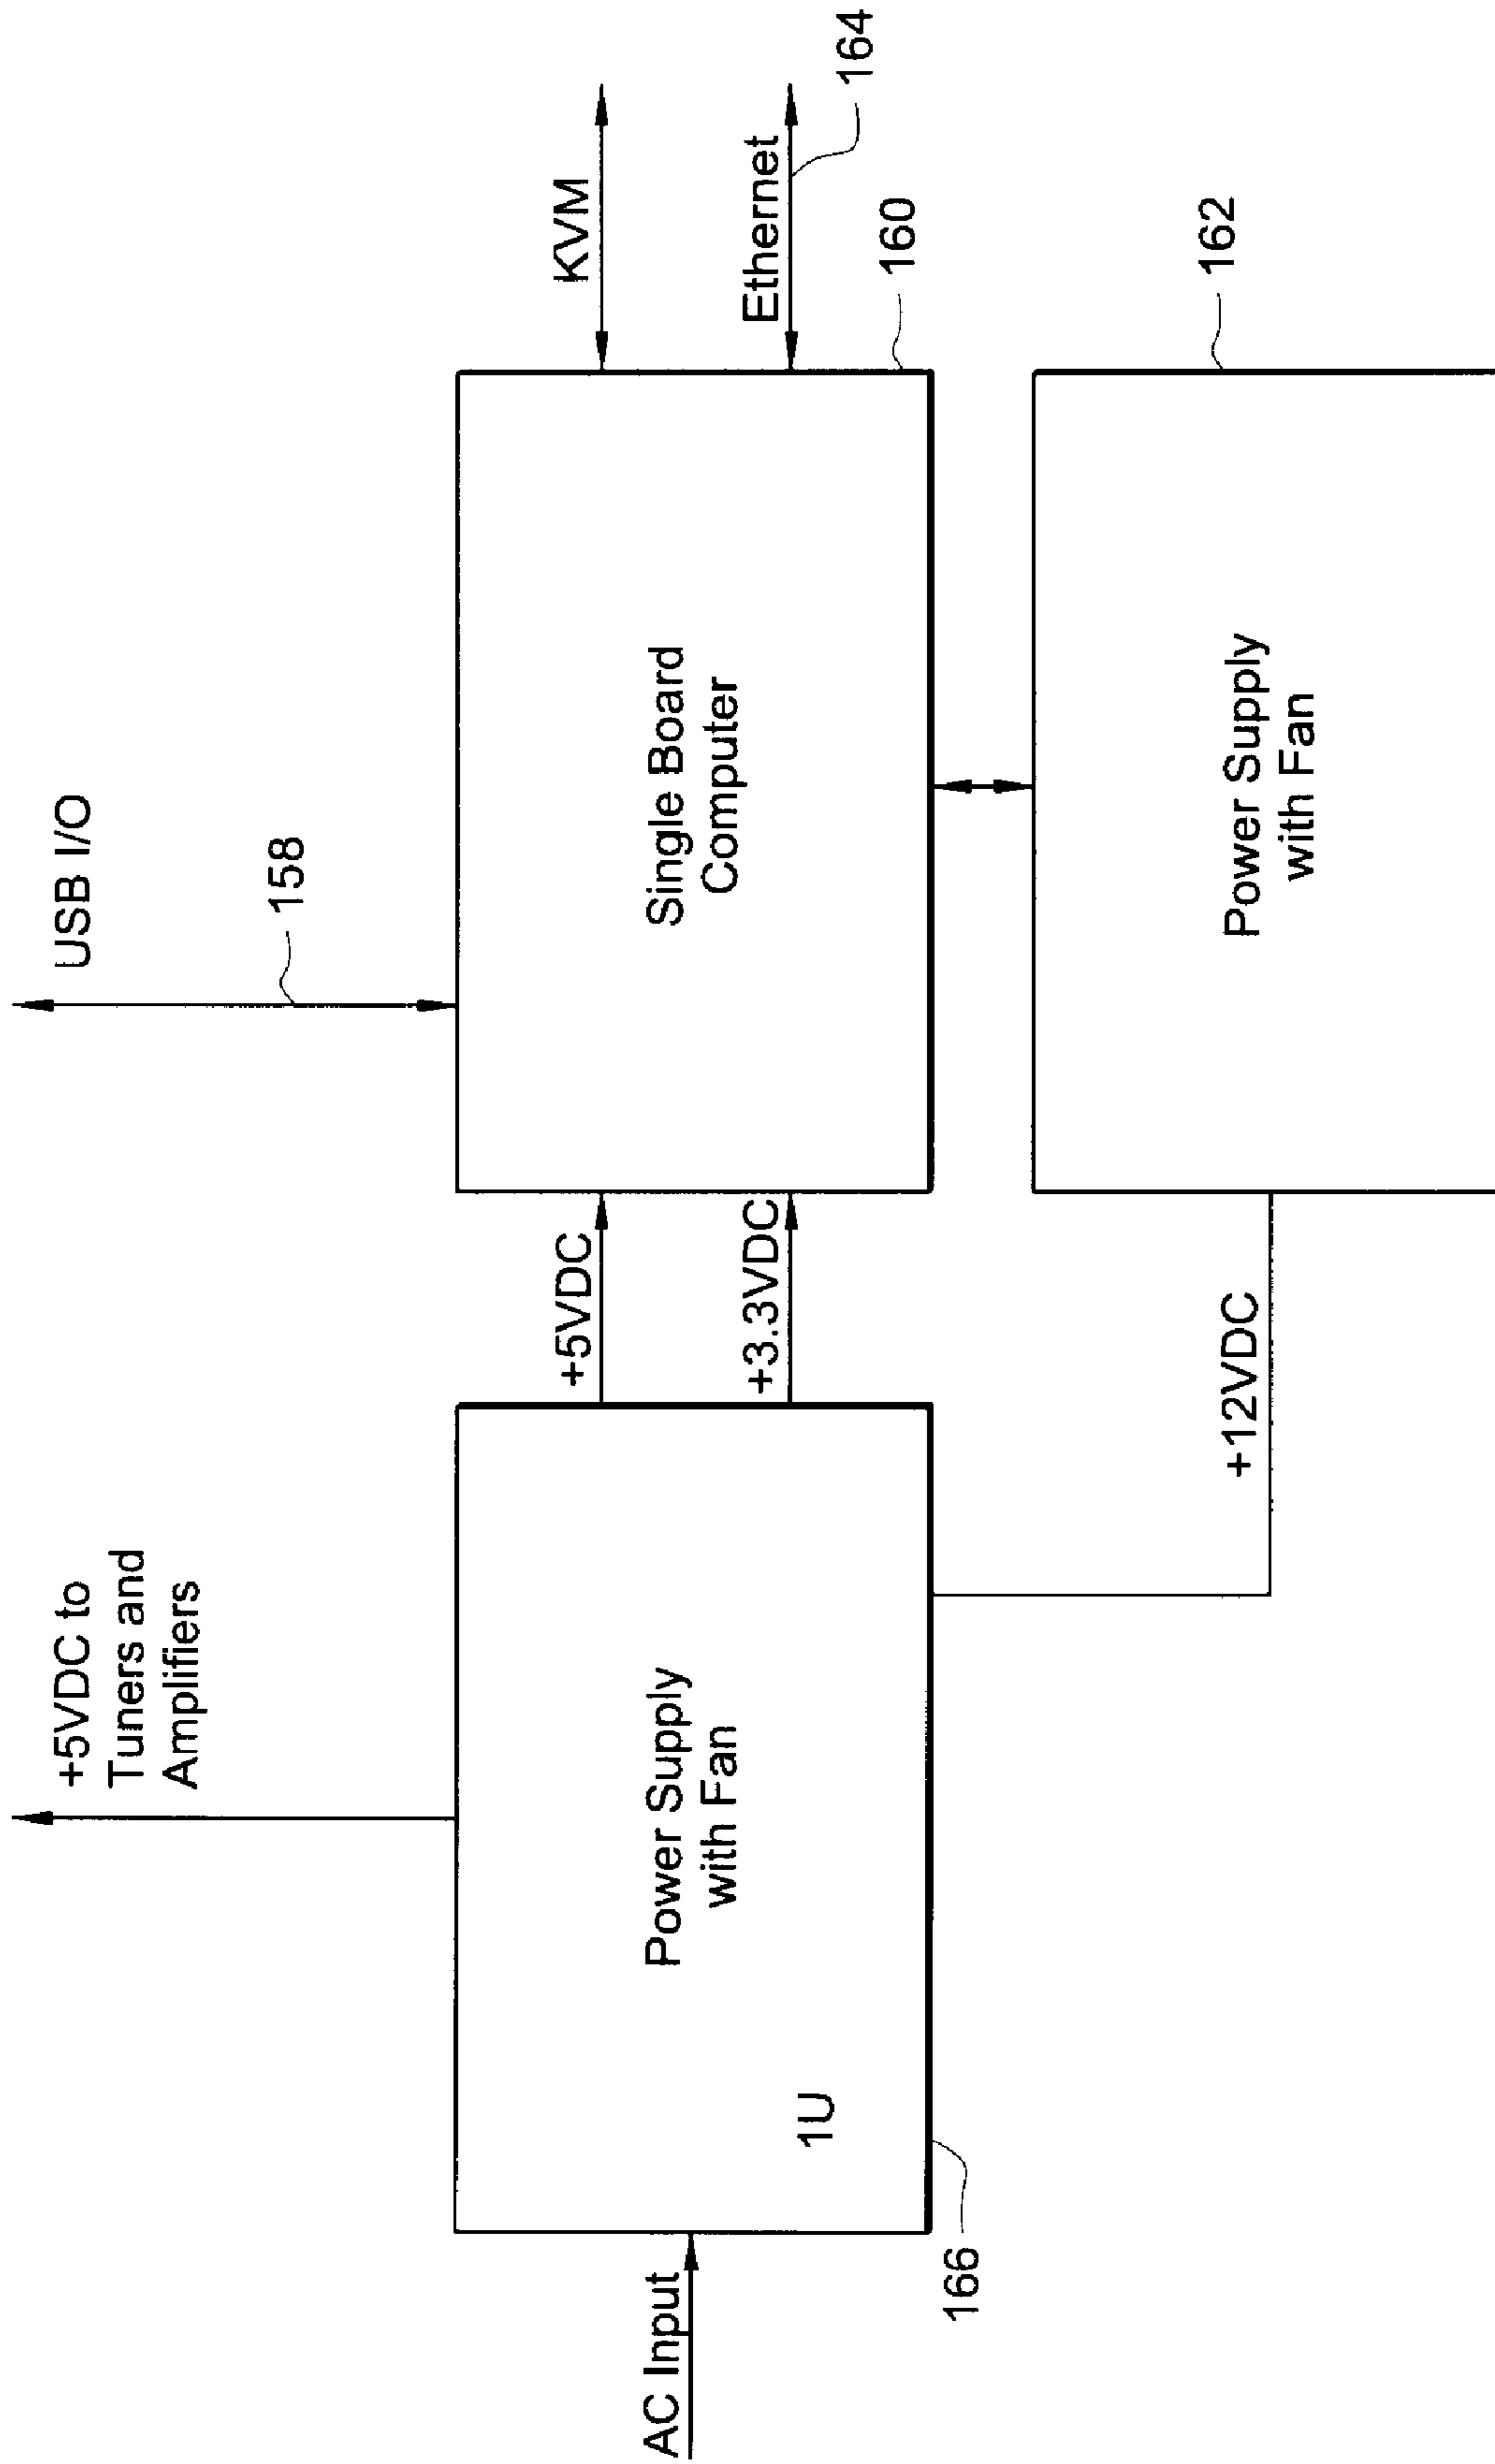 +5VDC to
Tuners and
Amplifiers
USB I/O
158
AC Input
Power Supply
with Fan
1U
166
+5VDC
+3.3VDC
Single Board
Computer
KVM
Ethernet
164
160
+12VDC
Power Supply
with Fan
162